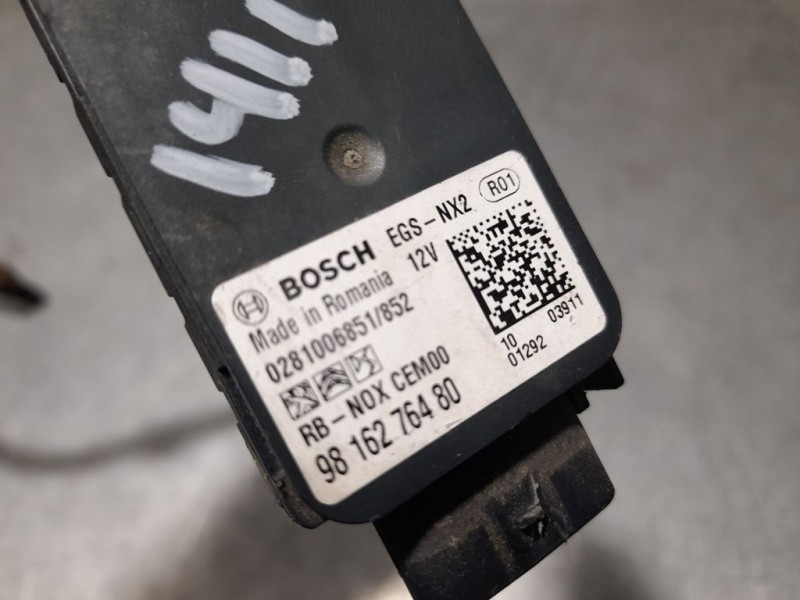 BOSCH EGS-NX2 R01
Made in Romania 12V
0281006851/852
RB-NOX CEM00
98 162 764 80
10 03911
01292